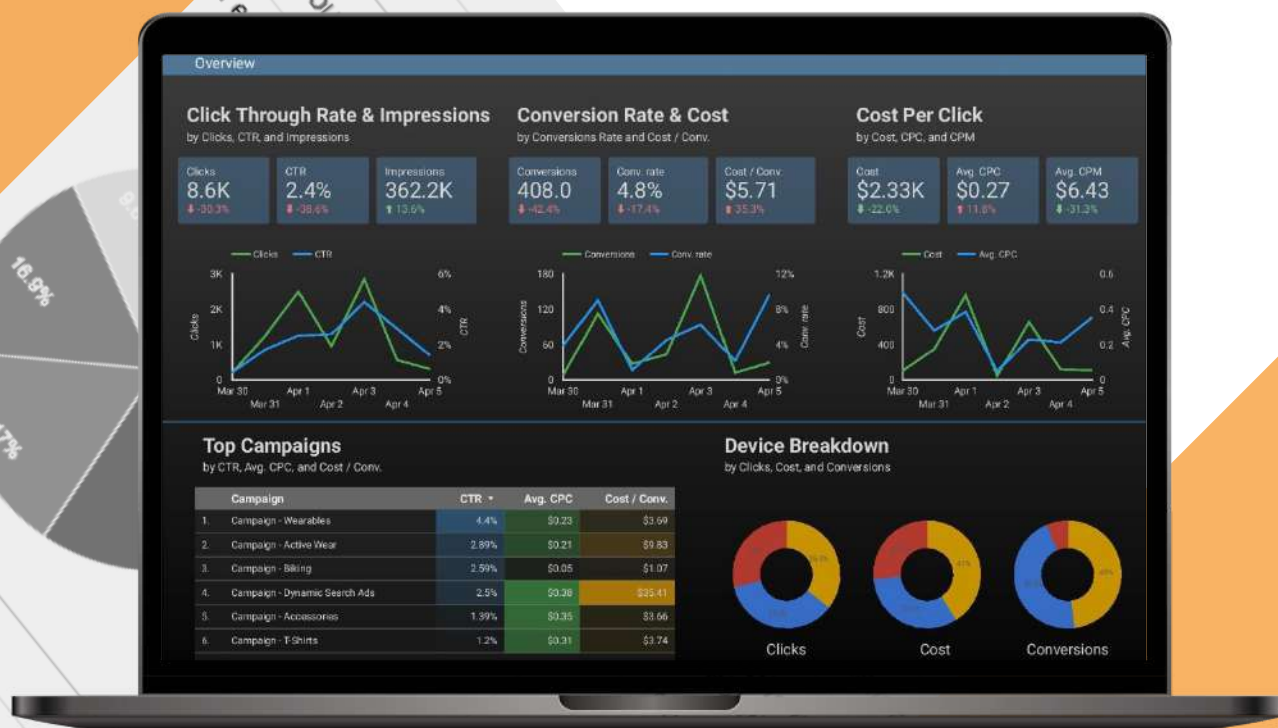 Overview
Click Through Rate & Impressions
by Clicks, CTR, and Impressions
Conversion Rate & Cost
by Conversions Rate and Cost / Conv.
Cost Per Click
by Cost, CPC, and CPM
Clicks
8.6K
-30.3%
CTR
2.4%
-38.6%
Impressions
362.2K
13.6%
Conversions
408.0
-42.4%
Conv. rate
4.8%
-17.4%
Cost / Conv.
$5.71
35.3%
Cost
$2.33K
-22.0%
Avg. CPC
$0.27
11.8%
Avg. CPM
$6.43
-31.3%
Clicks CTR
3K
2K
1K
0
Clicks
6%
4%
2%
0%
CTR
Mar 30 Apr 1 Apr 3 Apr 5
Mar 31 Apr 2 Apr 4
Conversions Conv. rate
180
120
60
0
Conversions
12%
8%
4%
0%
Conv. rate
Mar 30 Apr 1 Apr 3 Apr 5
Mar 31 Apr 2 Apr 4
Cost Avg. CPC
1.2K
800
400
0
Cost
0.6
0.4
0.2
0
Avg. CPC
Mar 30 Apr 1 Apr 3 Apr 5
Mar 31 Apr 2 Apr 4
Top Campaigns
by CTR, Avg. CPC, and Cost / Conv.
Campaign CTR Avg. CPC Cost / Conv.
1. Campaign - Wearables 4.4% $0.23 $3.69
2. Campaign - Active Wear 2.89% $0.21 $9.83
3. Campaign - Biking 2.59% $0.05 $1.07
4. Campaign - Dynamic Search Ads 2.5% $0.38 $35.41
5. Campaign - Accessories 1.39% $0.35 $3.66
6. Campaign - T-Shirts 1.2% $0.31 $3.74
Device Breakdown
by Clicks, Cost, and Conversions
Clicks
Cost
Conversions
16.9%